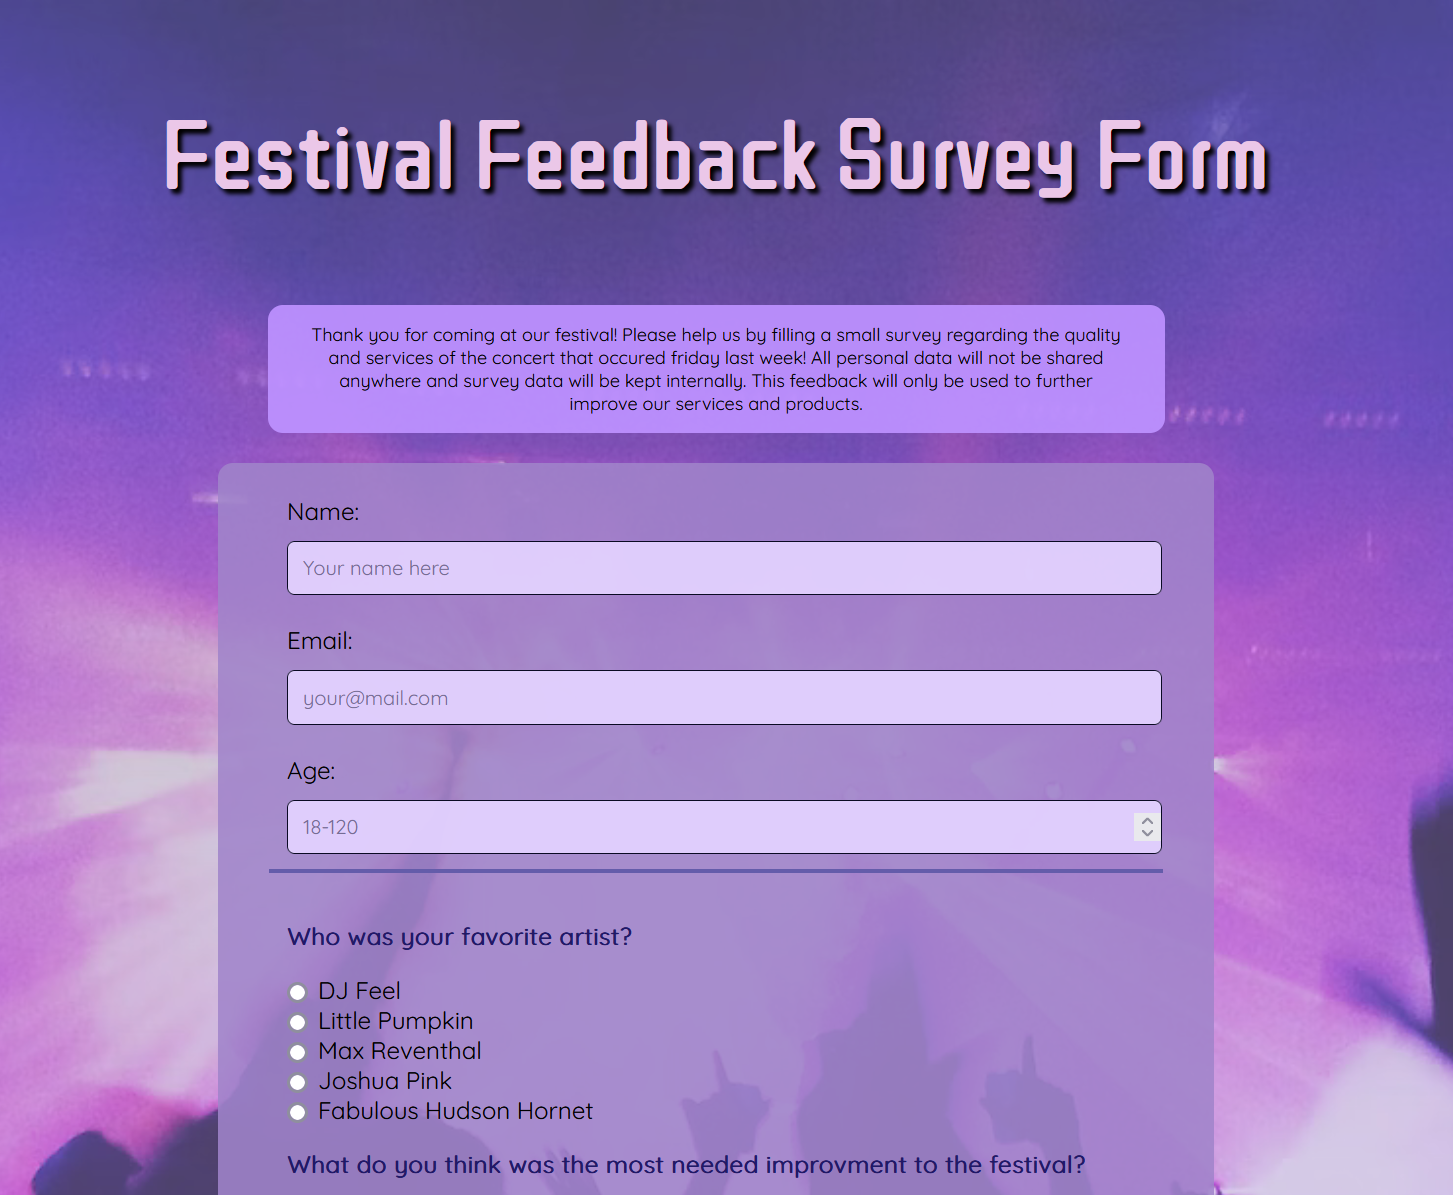 Festival Feedback Survey Form
Thank you for coming at our festival! Please help us by filling a small survey regarding the quality
and services of the concert that occured friday last week! All personal data will not be shared
anywhere and survey data will be kept internally. This feedback will only be used to further
improve our services and products.
Name:
Your name here
Email:
your@mail.com
Age:
18-120
Who was your favorite artist?
DJ Feel
Little Pumpkin
Max Reventhal
Joshua Pink
Fabulous Hudson Hornet
What do you think was the most needed improvment to the festival?